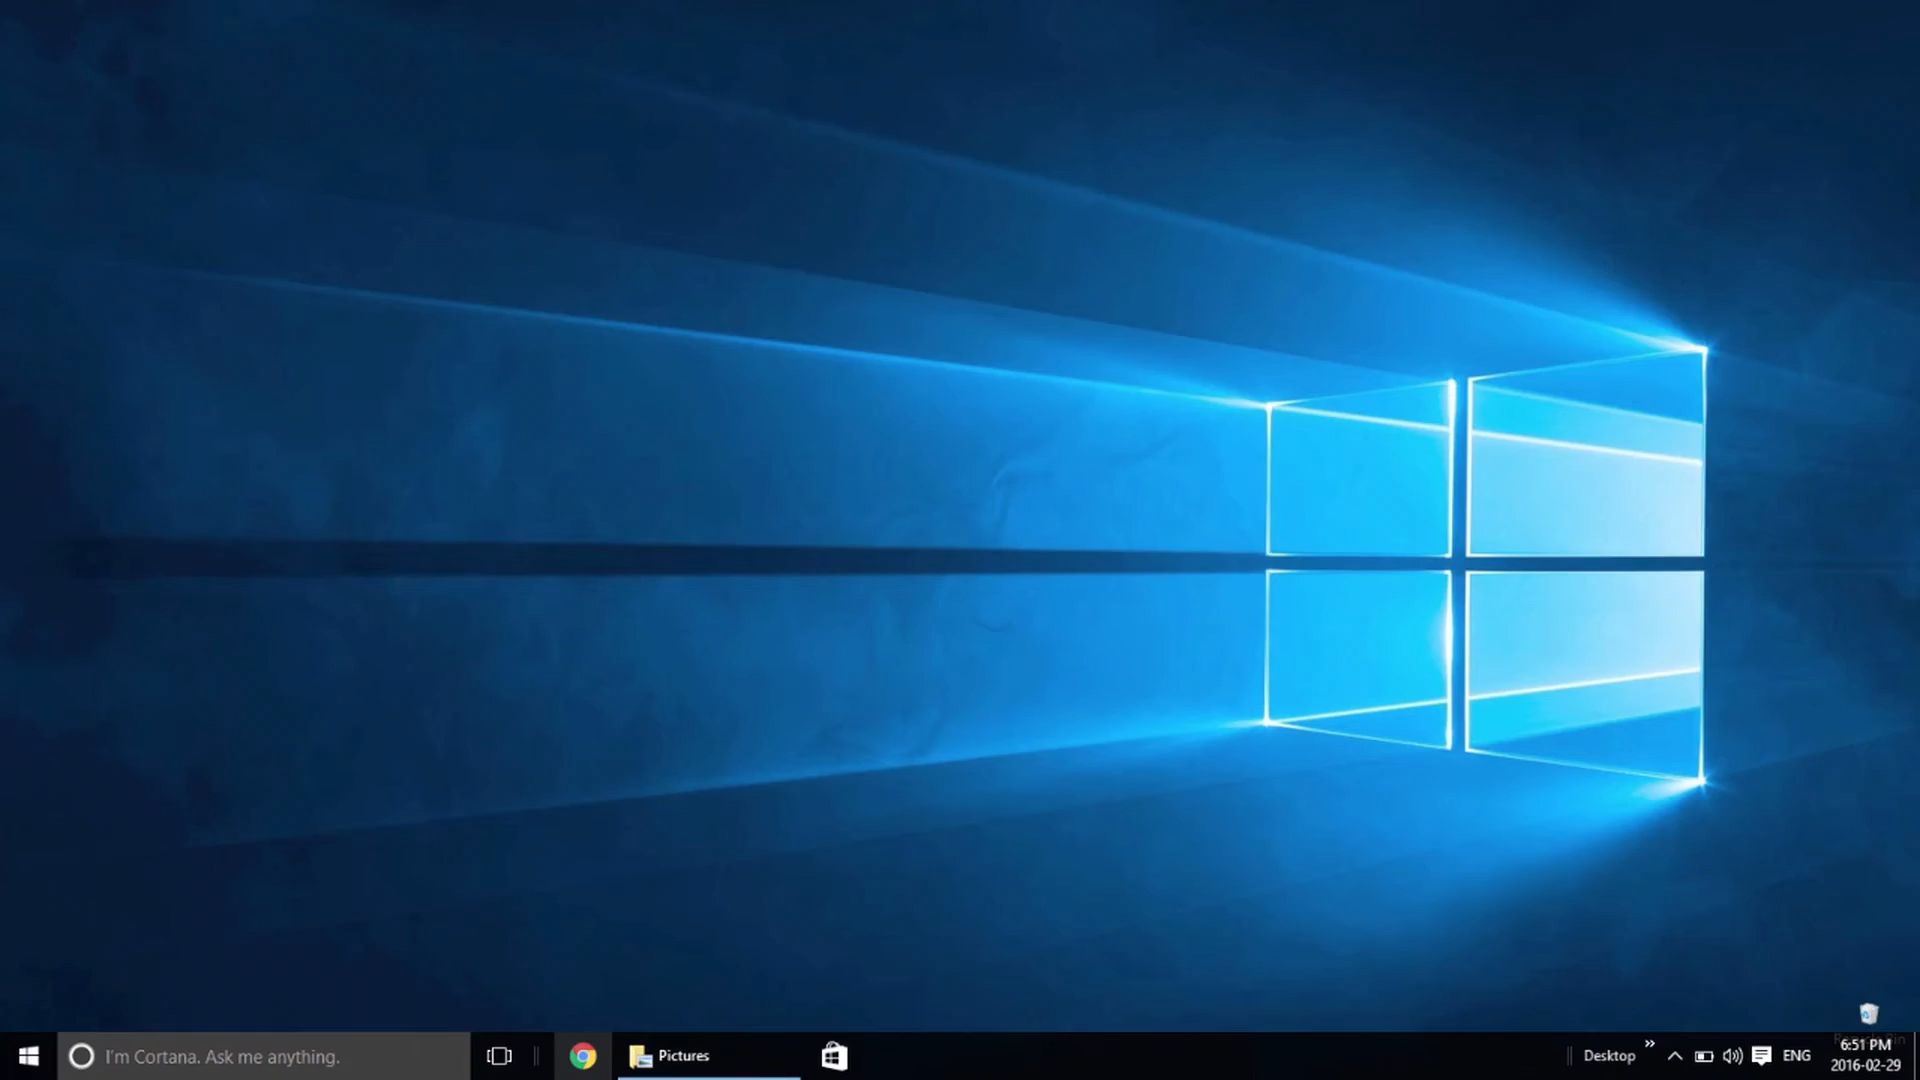 I'm Cortana. Ask me anything.
Pictures
Desktop
ENG
6:51 PM
2016-02-29